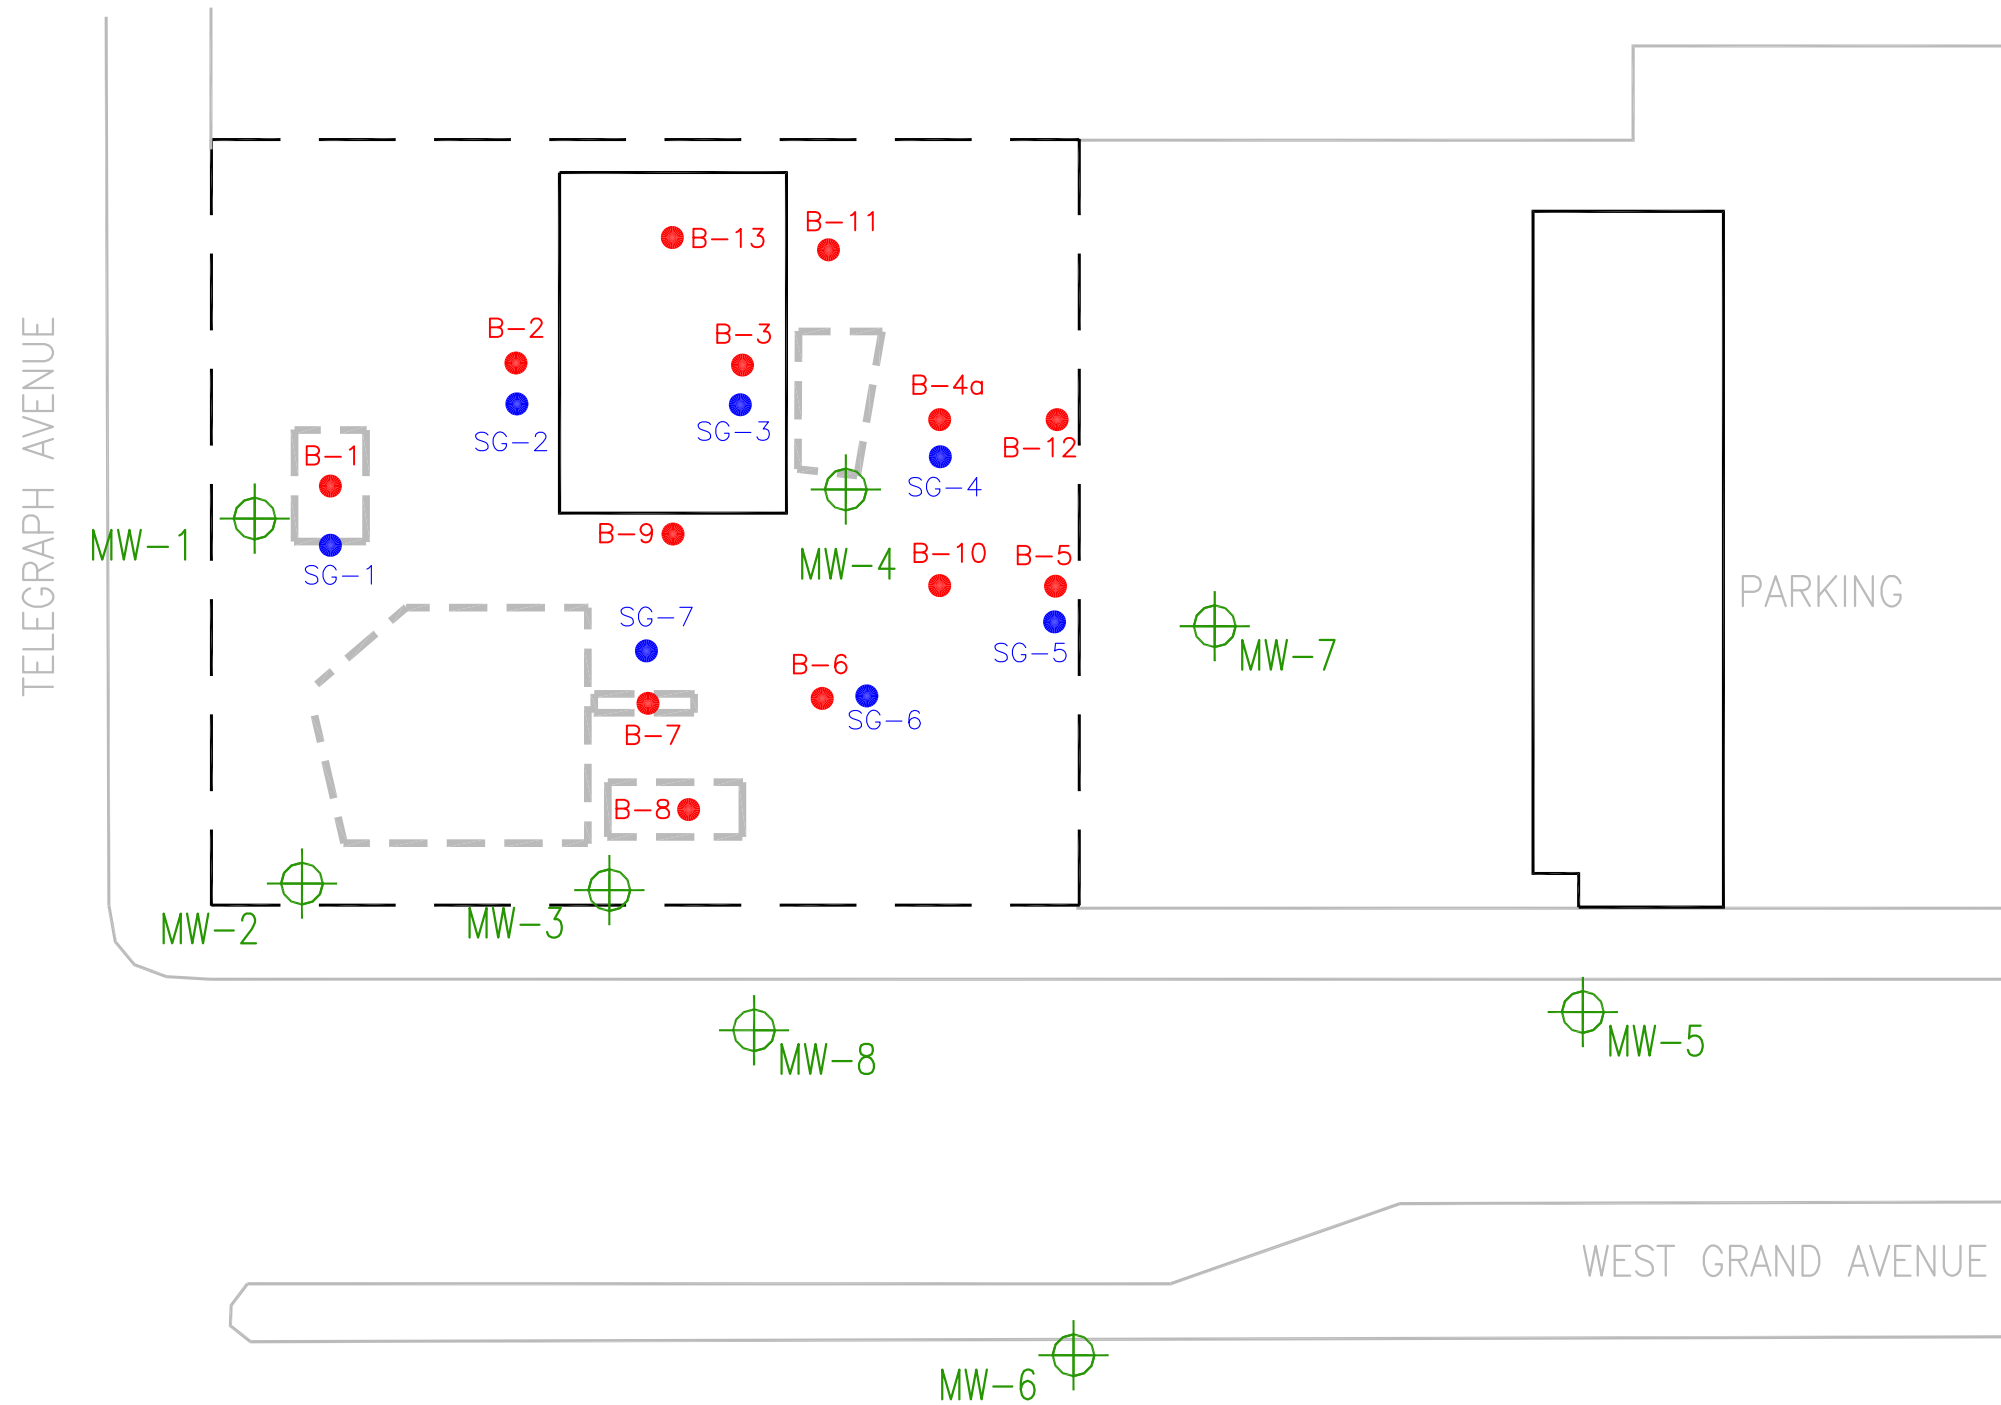 B-11
B-13
TELEGRAPH AVENUE
B-2
B-3
B-4a
SG-2
SG-3
B-12
B-1
SG-4
MW-1
B-9
MW-4
B-10
B-5
SG-1
PARKING
SG-7
SG-5
MW-7
B-6
SG-6
B-7
B-8
MW-2
MW-3
MW-8
MW-5
WEST GRAND AVENUE
MW-6